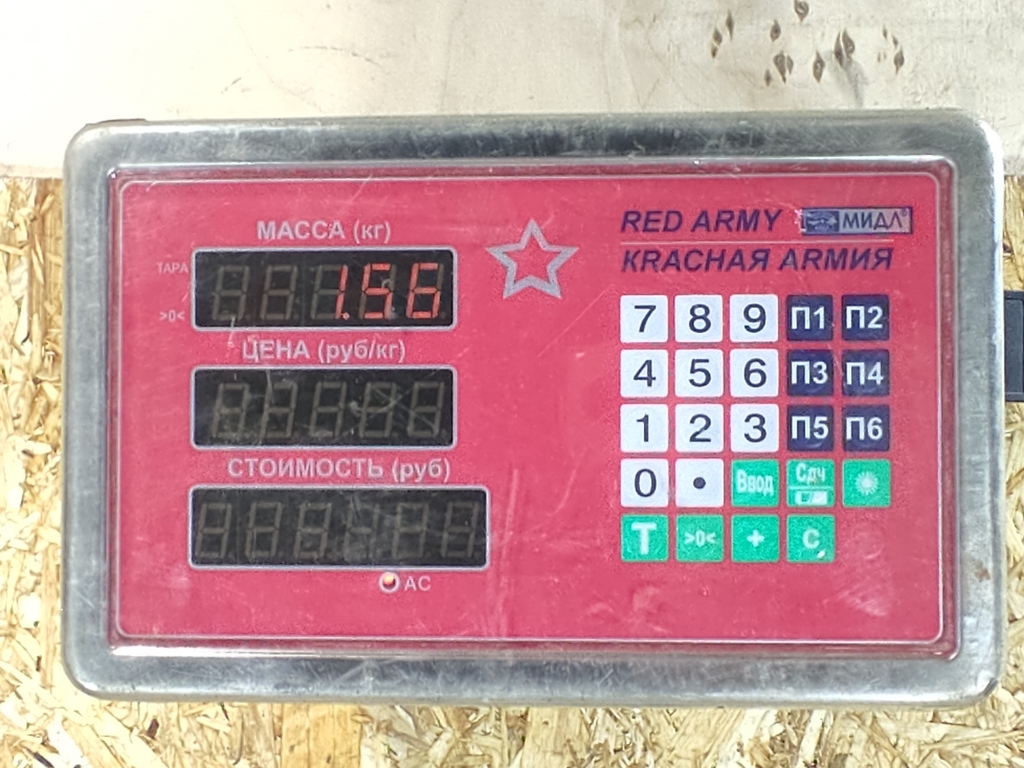 МАССА (кг)
ТАРА
1.56
>0<
ЦЕНА (руб/кг)
СТОИМОСТЬ (руб)
AC
RED ARMY МИДЛ®
КRАСНАЯ АRМИЯ
7 8 9 П1 П2
4 5 6 П3 П4
1 2 3 П5 П6
0 • Ввод Сдч
T >0< + C